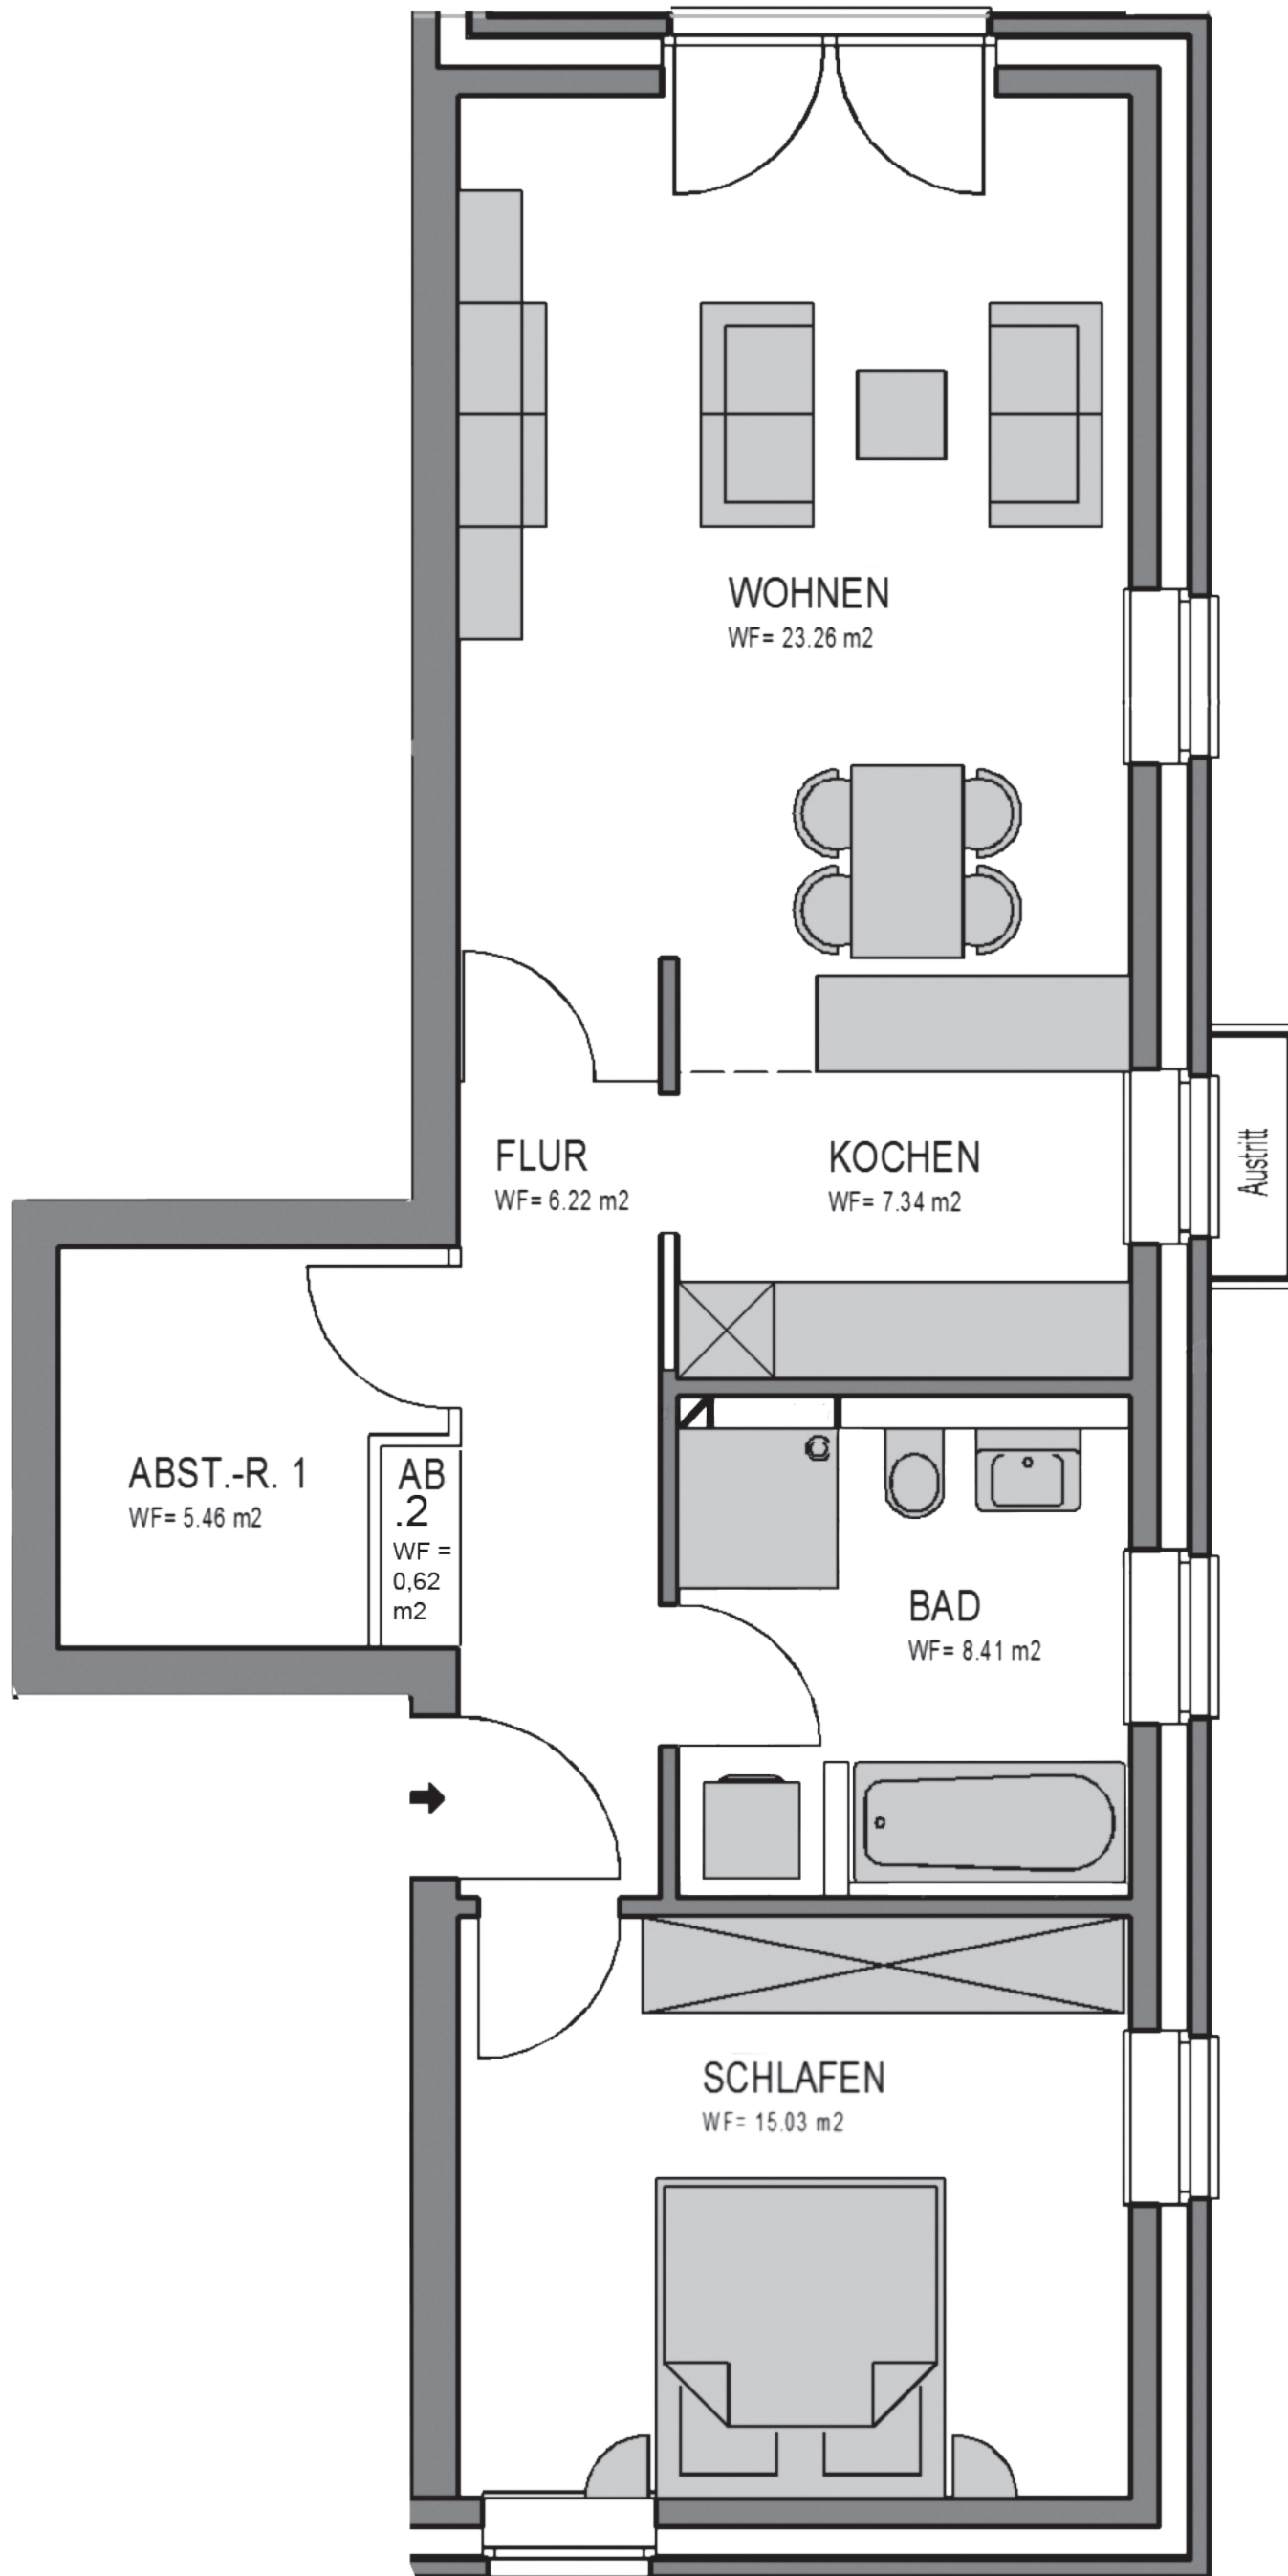 WOHNEN
WF= 23.26 m2
FLUR
WF= 6.22 m2
KOCHEN
WF= 7.34 m2
Austritt
ABST.-R. 1
WF= 5.46 m2
AB
.2
WF =
0,62
m2
BAD
WF= 8.41 m2
SCHLAFEN
WF= 15.03 m2